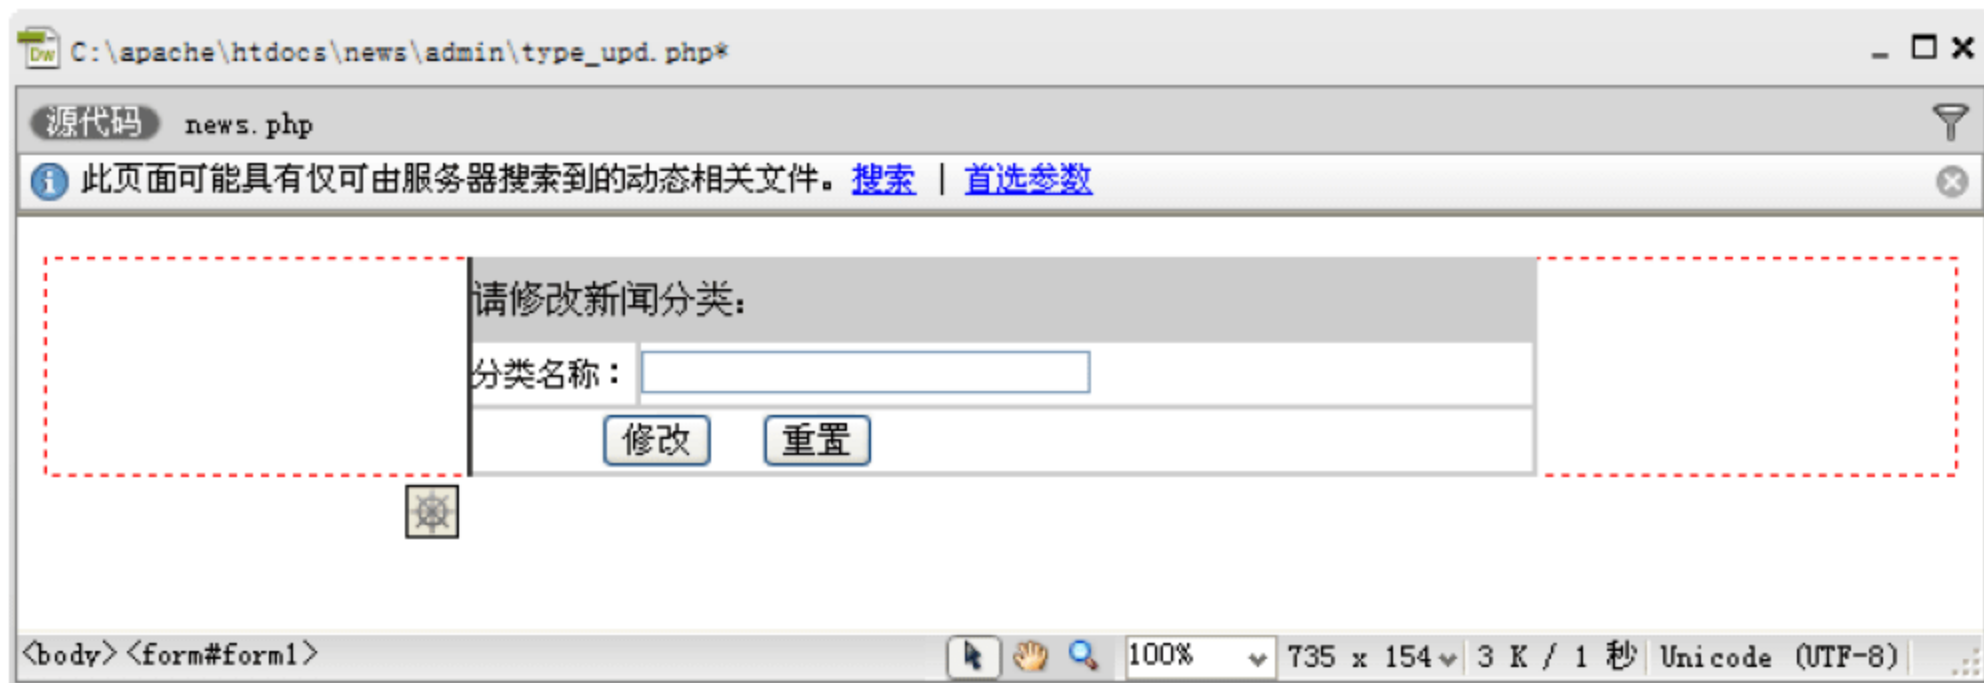 Dw C:\apache\htdocs\news\admin\type_upd.php*
源代码 news.php
此页面可能具有仅可由服务器搜索到的动态相关文件。搜索 | 首选参数
请修改新闻分类：
分类名称：
修改 重置
<body> <form#form1> 100% 735 x 154 3 K / 1 秒 Unicode (UTF-8)